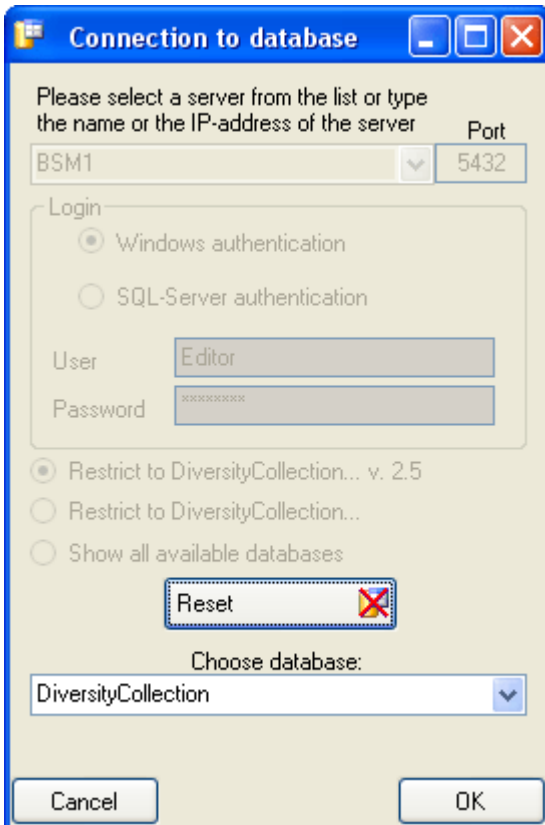 Connection to database
Please select a server from the list or type
the name or the IP-address of the server
Port
BSM1
5432
Login
Windows authentication
SQL-Server authentication
User
Editor
Password
********
Restrict to DiversityCollection... v. 2.5
Restrict to DiversityCollection...
Show all available databases
Reset
Choose database:
DiversityCollection
Cancel
OK